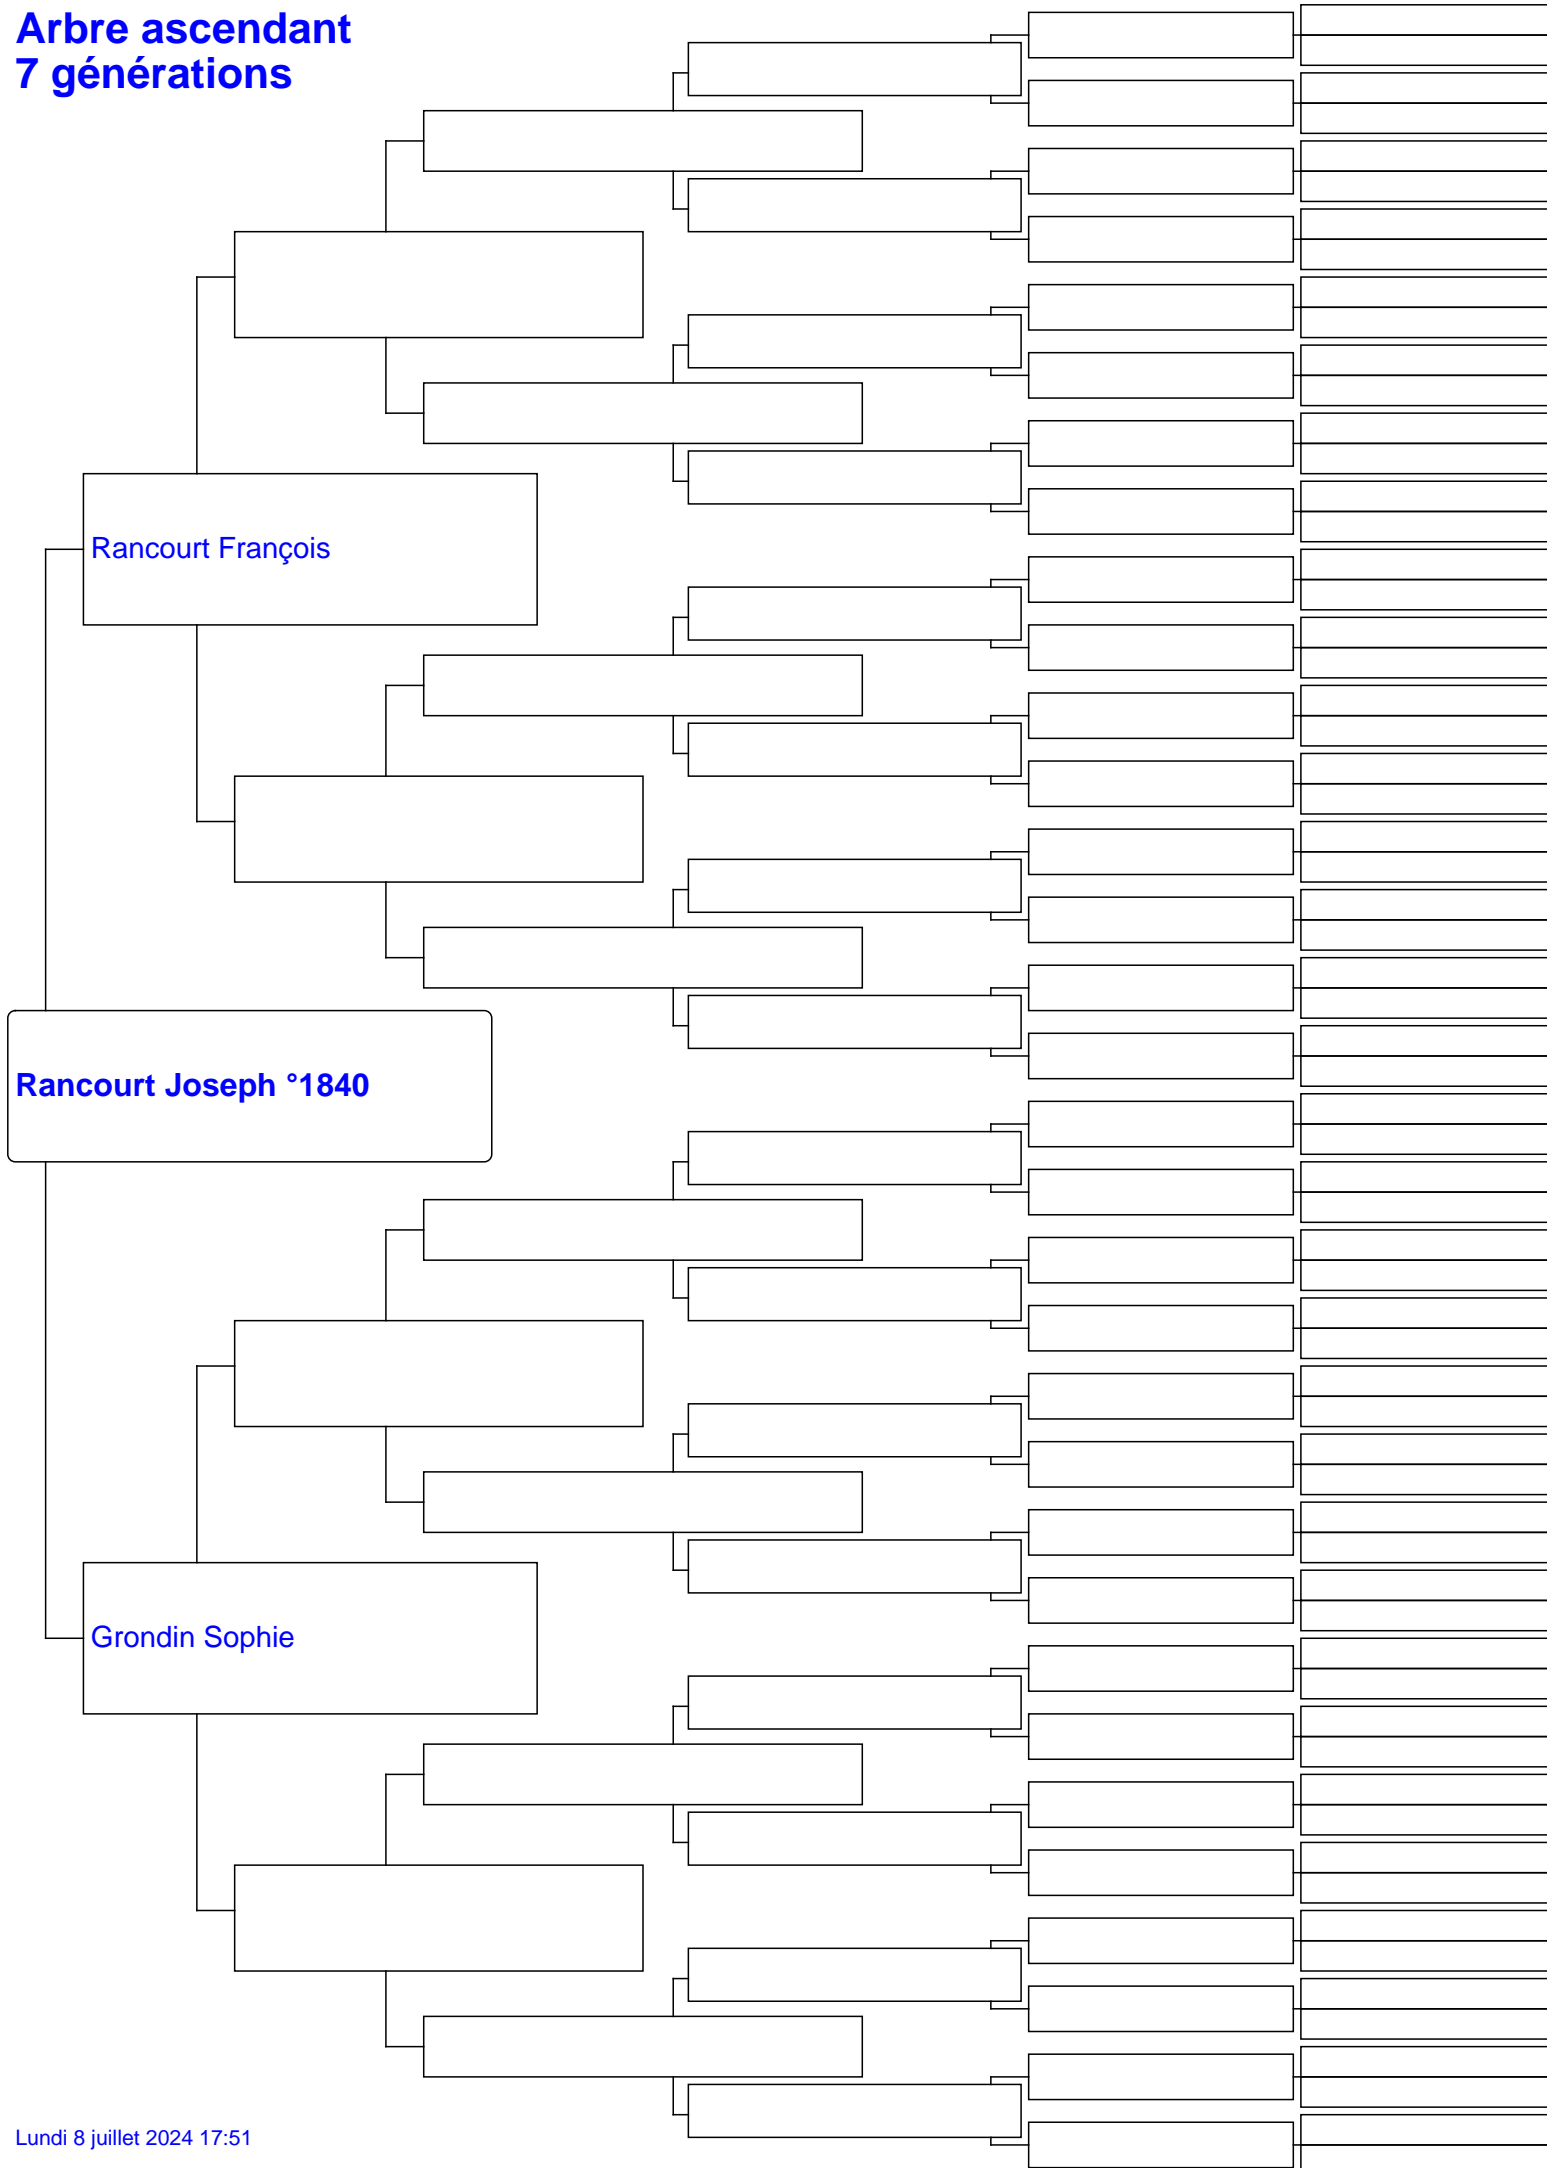 Arbre ascendant
7 générations
Rancourt François
Rancourt Joseph °1840
Grondin Sophie
Lundi 8 juillet 2024 17:51